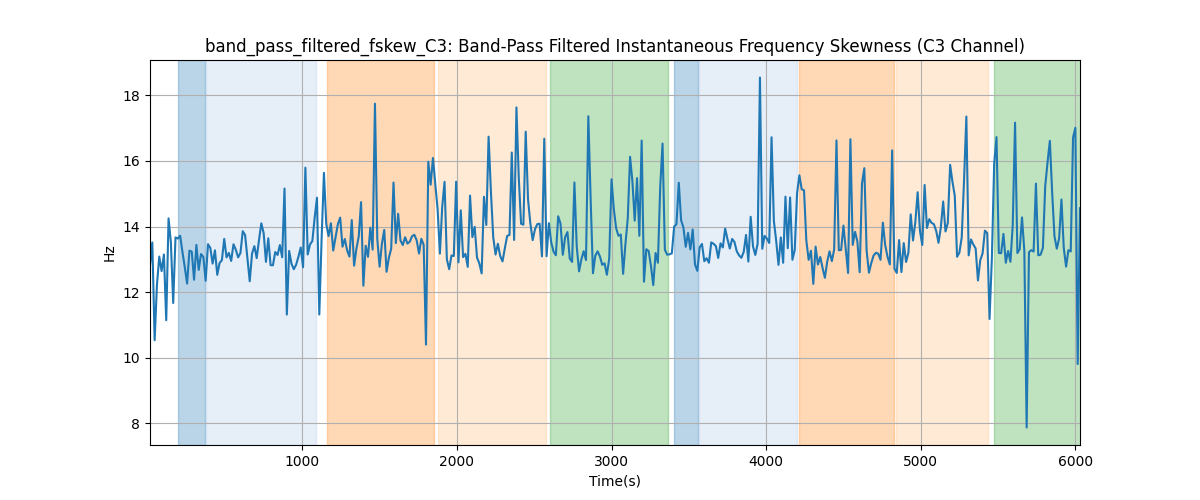 band_pass_filtered_fskew_C3: Band-Pass Filtered Instantaneous Frequency Skewness (C3 Channel)
18
16
14
12
10
8
Hz
1000 2000 3000 4000 5000 6000
Time(s)